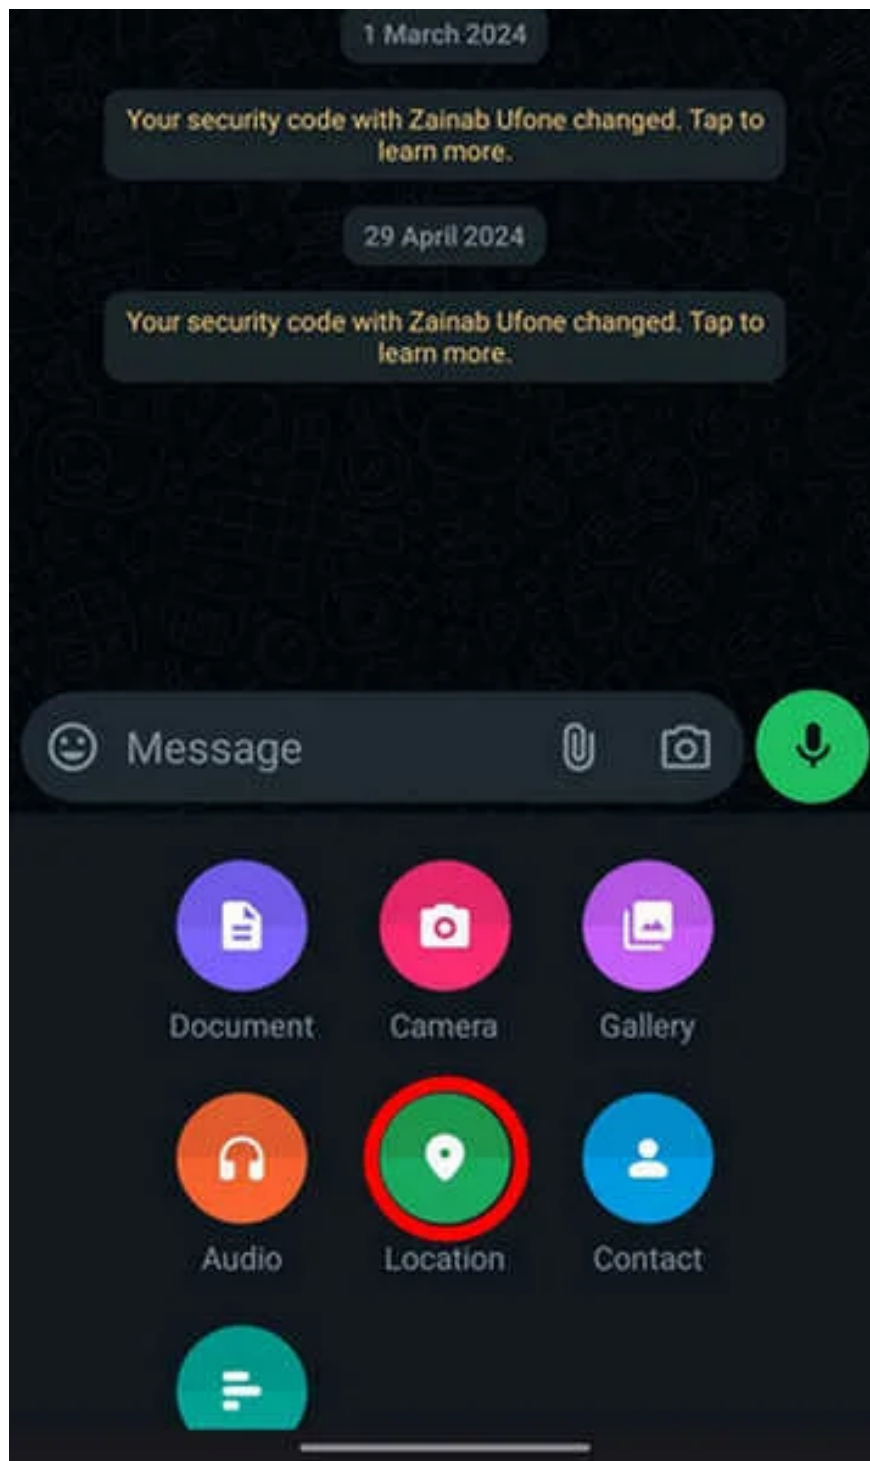 1 March 2024
Your security code with Zainab Ufone changed. Tap to
learn more.
29 April 2024
Your security code with Zainab Ufone changed. Tap to
learn more.
Message
Document Camera Gallery
Audio Location Contact